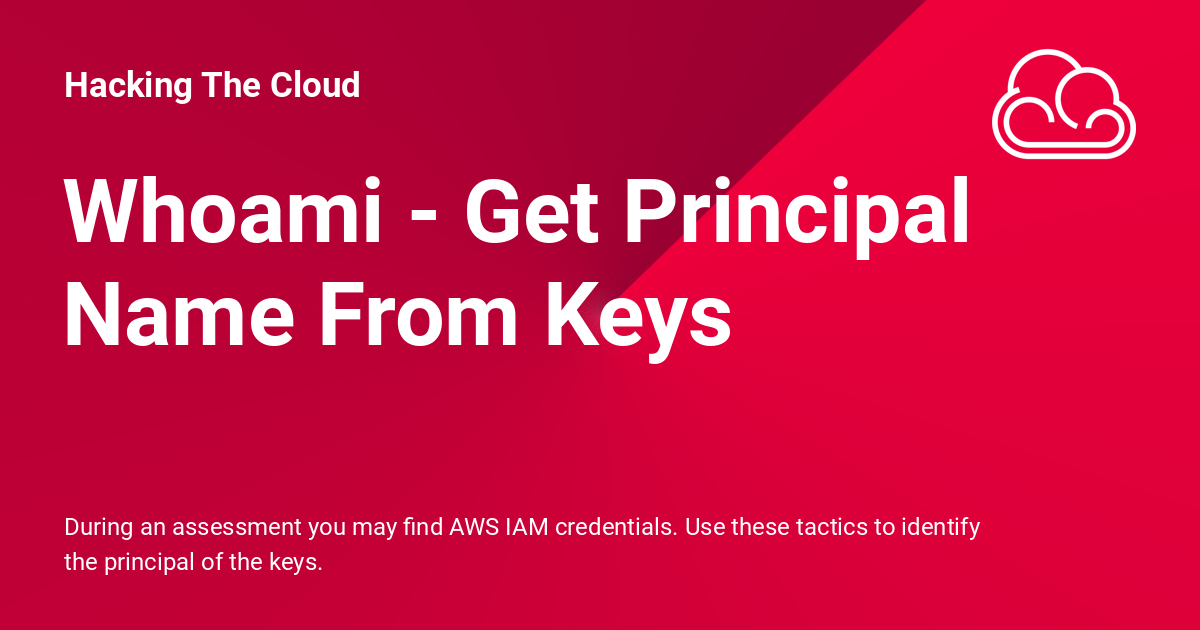 Hacking The Cloud
Whoami - Get Principal
Name From Keys
During an assessment you may find AWS IAM credentials. Use these tactics to identify
the principal of the keys.